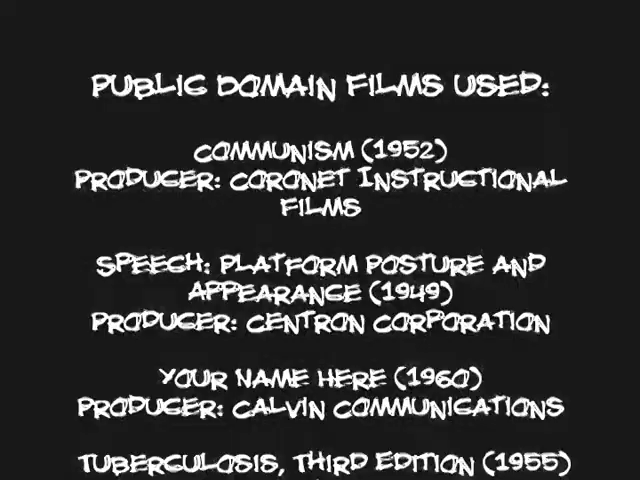 PUBLIC DOMAIN FILMS USED:
COMMUNISM (1952)
PRODUCER: CORONET INSTRUCTIONAL
FILMS
SPEECH: PLATFORM POSTURE AND
APPEARANCE (1949)
PRODUCER: CENTRON CORPORATION
YOUR NAME HERE (1960)
PRODUCER: CALVIN COMMUNICATIONS
TUBERCULOSIS, THIRD EDITION (1955)